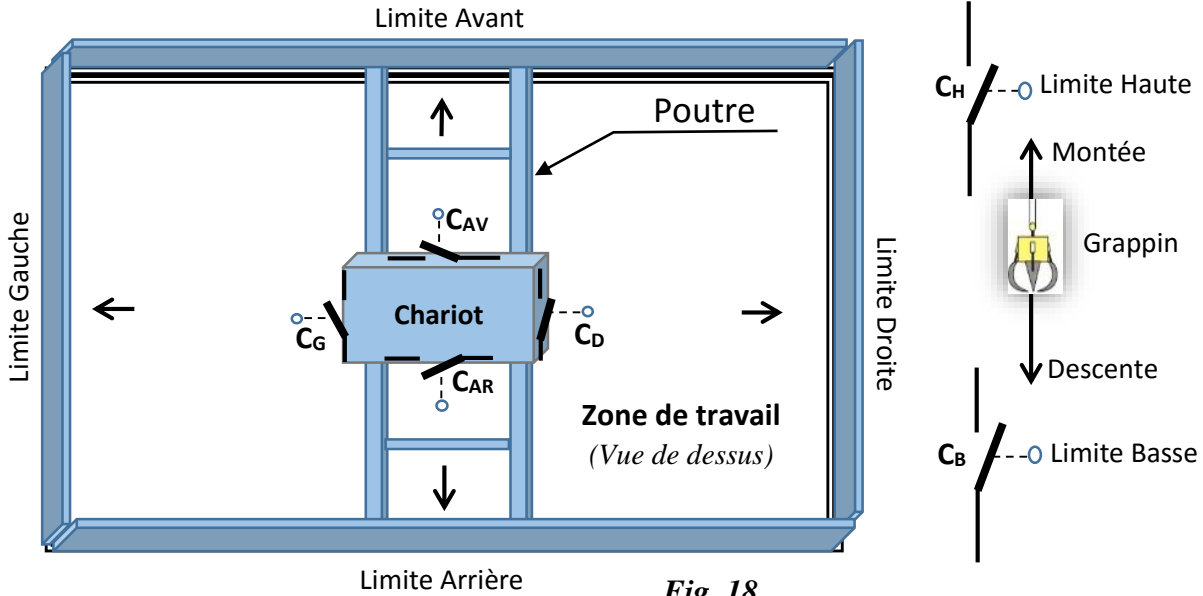 Limite Avant
Limite Haute
CH
Poutre
Montée
CAV
Grappin
Limite Gauche
Chariot
CG
CD
Limite Droite
CAR
Descente
Zone de travail
(Vue de dessus)
CB
Limite Basse
Limite Arrière
Fig. 18